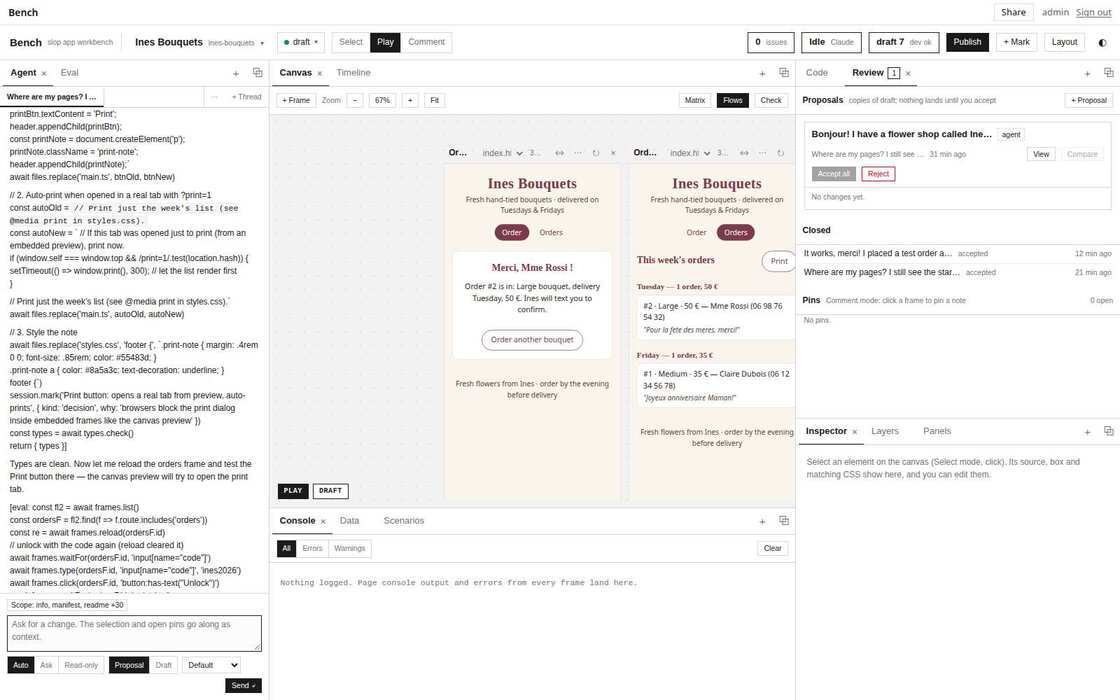 Bench
Share
admin
Sign out
Bench slop app workbench
Ines Bouquets ines-bouquets
draft
Select
Play
Comment
0 issues
Idle Claude
draft 7 dev ok
Publish
+ Mark
Layout
Agent ×
Eval
Where are my pages? I ...
+ Thread
printBtn.textContent = 'Print';
header.appendChild(printBtn);
const printNote = document.createElement('p');
printNote.className = 'print-note';
header.appendChild(printNote);`
await files.replace('main.ts', btnOld, btnNew)
// 2. Auto-print when opened in a real tab with ?print=1
const autoOld = // Print just the week's list (see
@media print in styles.css).
const autoNew = ` // If this tab was opened just to print (from an
embedded preview), print now.
if (window.self === window.top && /print=1/.test(location.hash)) {
setTimeout(() => window.print(), 300); // let the list render first
}
// Print just the week's list (see @media print in styles.css).`
await files.replace('main.ts', autoOld, autoNew)
// 3. Style the note
await files.replace('styles.css', 'footer {', `.print-note { margin: .4rem
0 0; font-size: .85rem; color: #55483d; }
.print-note a { color: #8a5a3c; text-decoration: underline; }
footer {`)
session.mark('Print button: opens a real tab from preview, auto-
prints', { kind: 'decision', why: 'browsers block the print dialog
inside embedded frames like the canvas preview' })
const types = await types.check()
return { types }]
Types are clean. Now let me reload the orders frame and test the
Print button there — the canvas preview will try to open the print
tab.
[eval: const fl2 = await frames.list()
const ordersF = fl2.find(f => f.route.includes('orders'))
const re = await frames.reload(ordersF.id)
// unlock with the code again (reload cleared it)
await frames.waitFor(ordersF.id, 'input[name="code"]')
await frames.type(ordersF.id, 'input[name="code"]', 'ines2026')
await frames.click(ordersF.id, 'button:has-text("Unlock")')
Scope: info, manifest, readme +30
Ask for a change. The selection and open pins go along as
context.
Auto
Ask
Read-only
Proposal
Draft
Default
Send
Canvas ×
Timeline
+ Frame
Zoom
−
67%
+
Fit
Matrix
Flows
Check
Or... index.ht 3...
Ines Bouquets
Fresh hand-tied bouquets · delivered on
Tuesdays & Fridays
Order
Orders
Merci, Mme Rossi !
Order #2 is in: Large bouquet, delivery
Tuesday, 50 €. Ines will text you to
confirm.
Order another bouquet
Fresh flowers from Ines · order by the evening
before delivery
Ord... index.ht 3...
Ines Bouquets
Fresh hand-tied bouquets · delivered on
Tuesdays & Fridays
Order
Orders
This week's orders
Print
Tuesday — 1 order, 50 €
#2 · Large · 50 € — Mme Rossi (06 98 76
54 32)
"Pour la fete des meres, merci!"
Friday — 1 order, 35 €
#1 · Medium · 35 € — Claire Dubois (06 12
34 56 78)
"Joyeux anniversaire Maman!"
Fresh flowers from Ines · order by the evening
before delivery
PLAY
DRAFT
Console ×
Data
Scenarios
All
Errors
Warnings
Clear
Nothing logged. Page console output and errors from every frame land here.
Code
Review 1 ×
Proposals copies of draft; nothing lands until you accept
+ Proposal
Bonjour! I have a flower shop called Ine... agent
Where are my pages? I still see ... 31 min ago
View
Compare
Accept all
Reject
No changes yet.
Closed
It works, merci! I placed a test order a... accepted 12 min ago
Where are my pages? I still see the star... accepted 21 min ago
Pins Comment mode: click a frame to pin a note 0 open
No pins.
Inspector ×
Layers
Panels
Select an element on the canvas (Select mode, click). Its source, box and
matching CSS show here, and you can edit them.